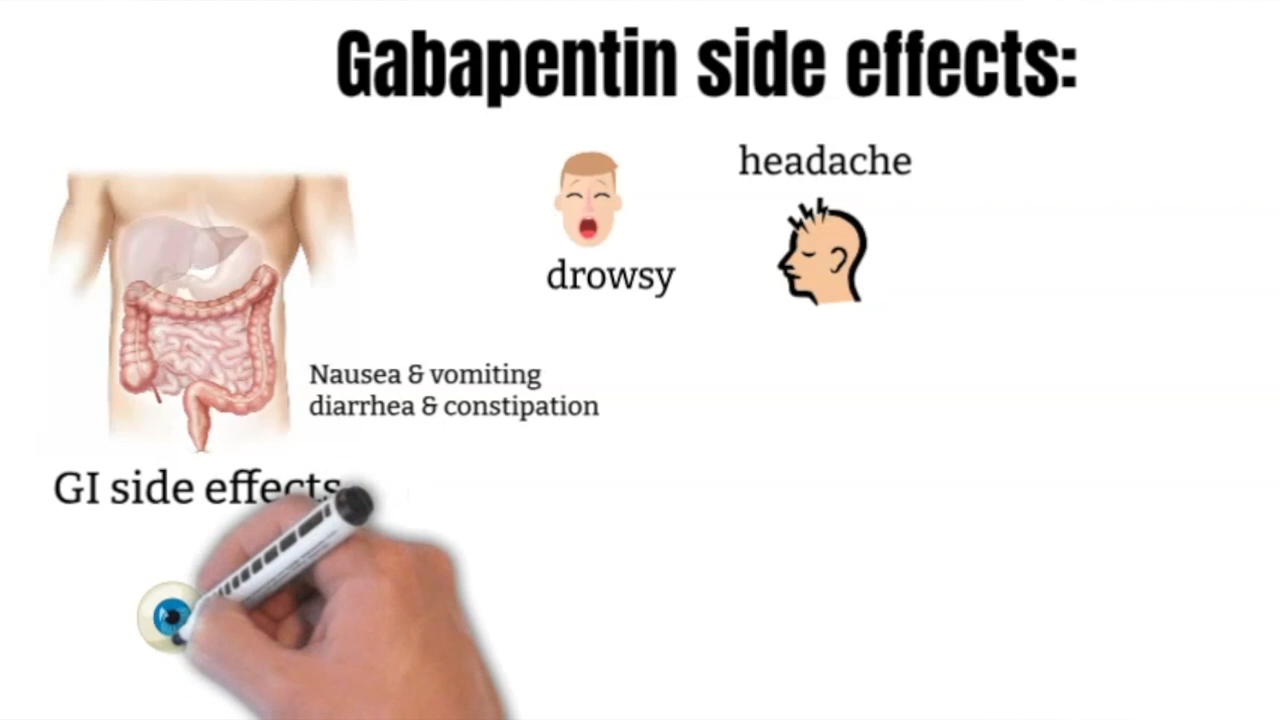 Gabapentin side effects:
headache
drowsy
Nausea & vomiting
diarrhea & constipation
GI side effects